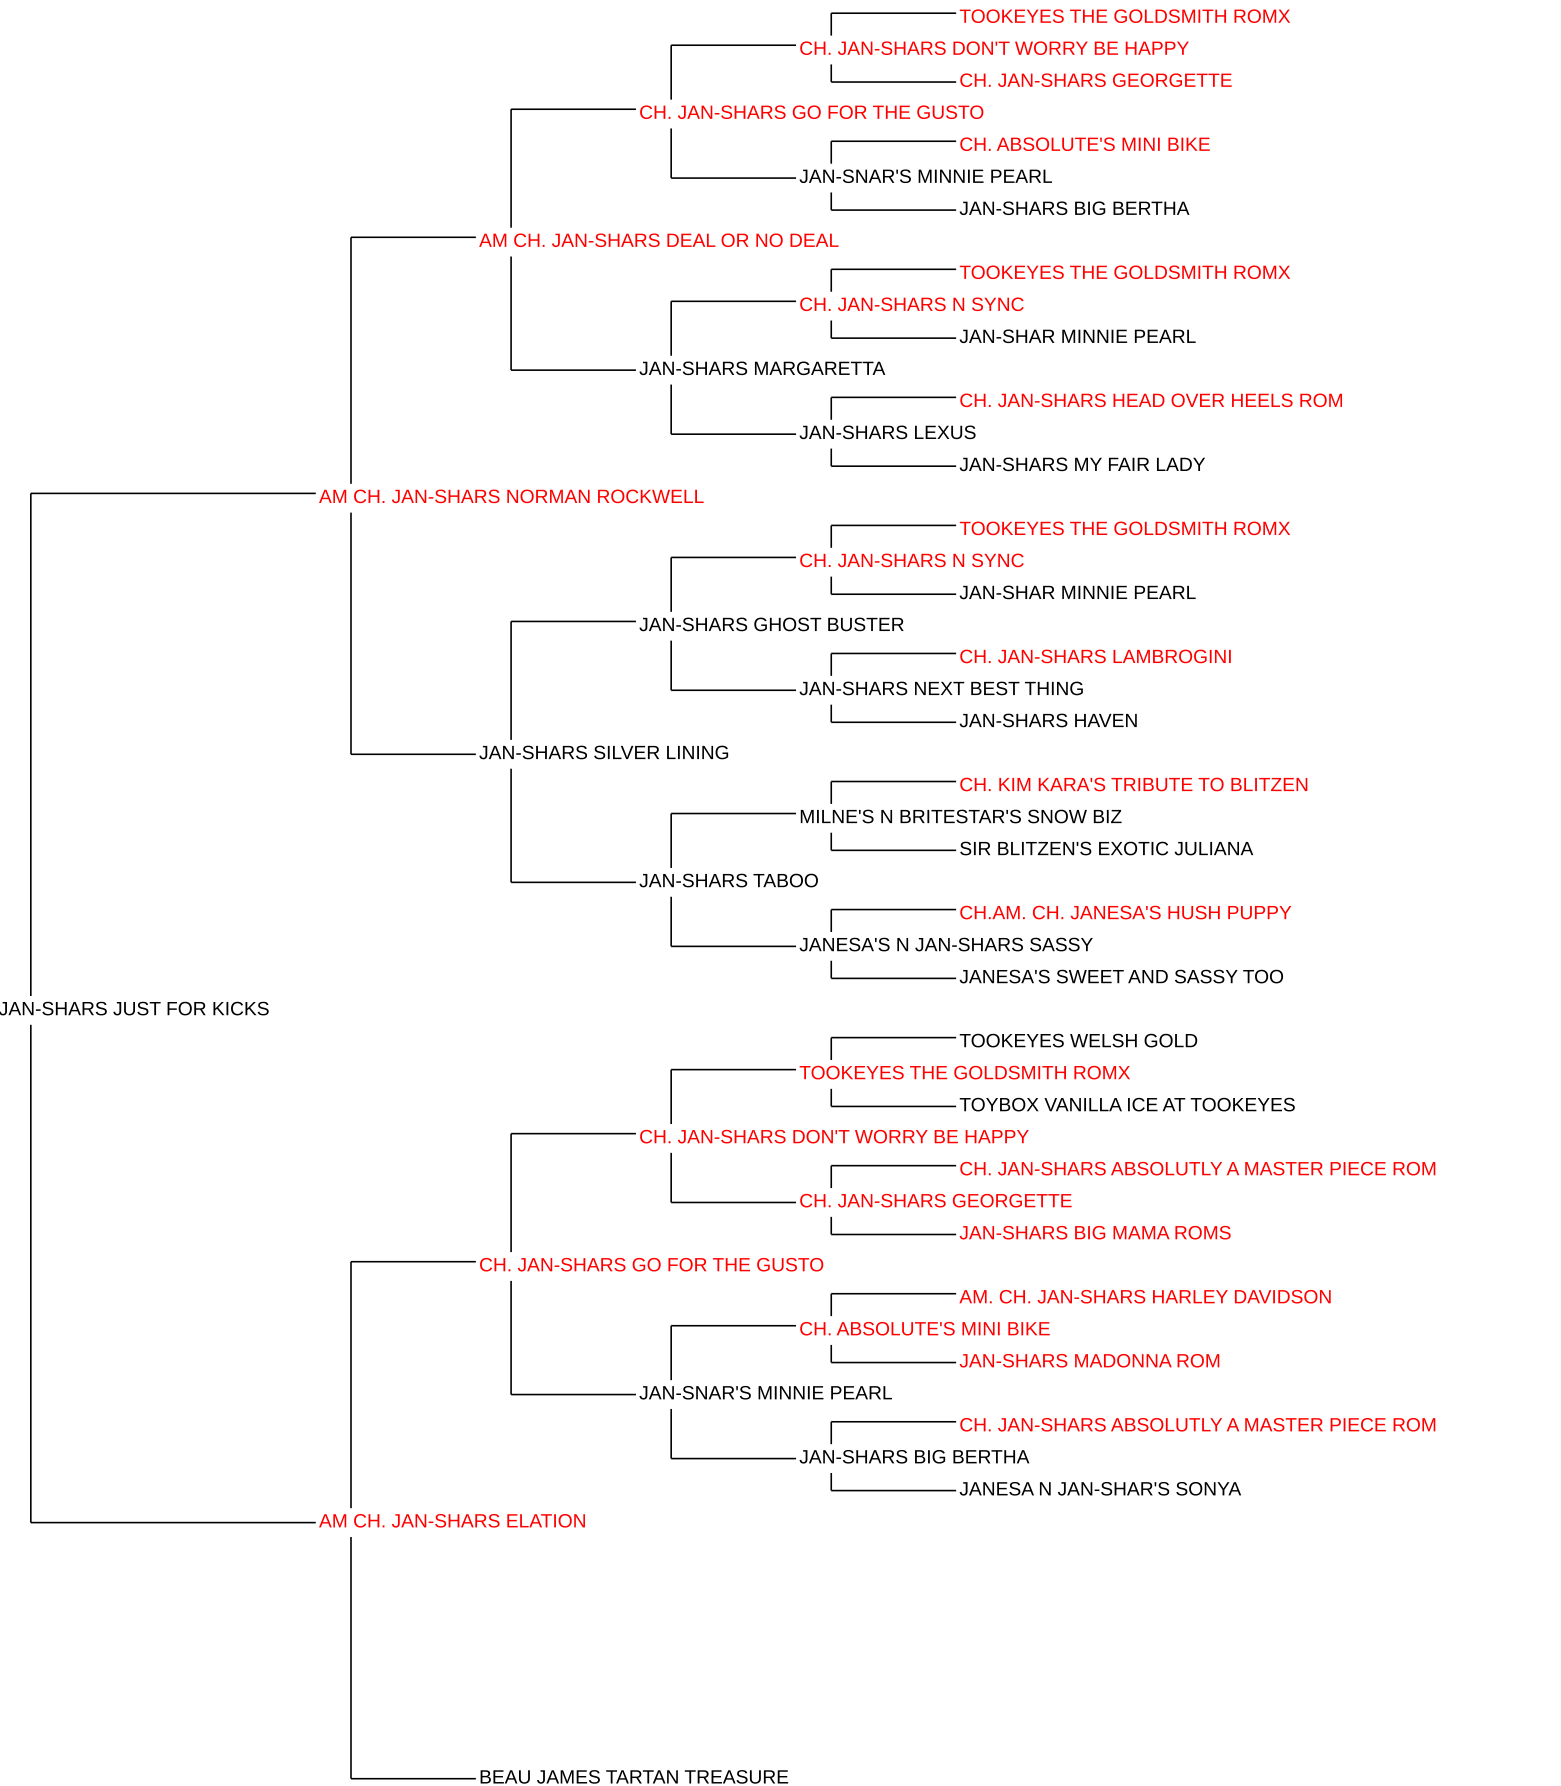 TOOKEYES THE GOLDSMITH ROMX
CH. JAN-SHARS DON'T WORRY BE HAPPY
CH. JAN-SHARS GEORGETTE
CH. JAN-SHARS GO FOR THE GUSTO
CH. ABSOLUTE'S MINI BIKE
JAN-SNAR'S MINNIE PEARL
JAN-SHARS BIG BERTHA
AM CH. JAN-SHARS DEAL OR NO DEAL
TOOKEYES THE GOLDSMITH ROMX
CH. JAN-SHARS N SYNC
JAN-SHAR MINNIE PEARL
JAN-SHARS MARGARETTA
CH. JAN-SHARS HEAD OVER HEELS ROM
JAN-SHARS LEXUS
JAN-SHARS MY FAIR LADY
AM CH. JAN-SHARS NORMAN ROCKWELL
TOOKEYES THE GOLDSMITH ROMX
CH. JAN-SHARS N SYNC
JAN-SHAR MINNIE PEARL
JAN-SHARS GHOST BUSTER
CH. JAN-SHARS LAMBROGINI
JAN-SHARS NEXT BEST THING
JAN-SHARS HAVEN
JAN-SHARS SILVER LINING
CH. KIM KARA'S TRIBUTE TO BLITZEN
MILNE'S N BRITESTAR'S SNOW BIZ
SIR BLITZEN'S EXOTIC JULIANA
JAN-SHARS TABOO
CH.AM. CH. JANESA'S HUSH PUPPY
JANESA'S N JAN-SHARS SASSY
JANESA'S SWEET AND SASSY TOO
JAN-SHARS JUST FOR KICKS
TOOKEYES WELSH GOLD
TOOKEYES THE GOLDSMITH ROMX
TOYBOX VANILLA ICE AT TOOKEYES
CH. JAN-SHARS DON'T WORRY BE HAPPY
CH. JAN-SHARS ABSOLUTLY A MASTER PIECE ROM
CH. JAN-SHARS GEORGETTE
JAN-SHARS BIG MAMA ROMS
CH. JAN-SHARS GO FOR THE GUSTO
AM. CH. JAN-SHARS HARLEY DAVIDSON
CH. ABSOLUTE'S MINI BIKE
JAN-SHARS MADONNA ROM
JAN-SNAR'S MINNIE PEARL
CH. JAN-SHARS ABSOLUTLY A MASTER PIECE ROM
JAN-SHARS BIG BERTHA
JANESA N JAN-SHAR'S SONYA
AM CH. JAN-SHARS ELATION
BEAU JAMES TARTAN TREASURE